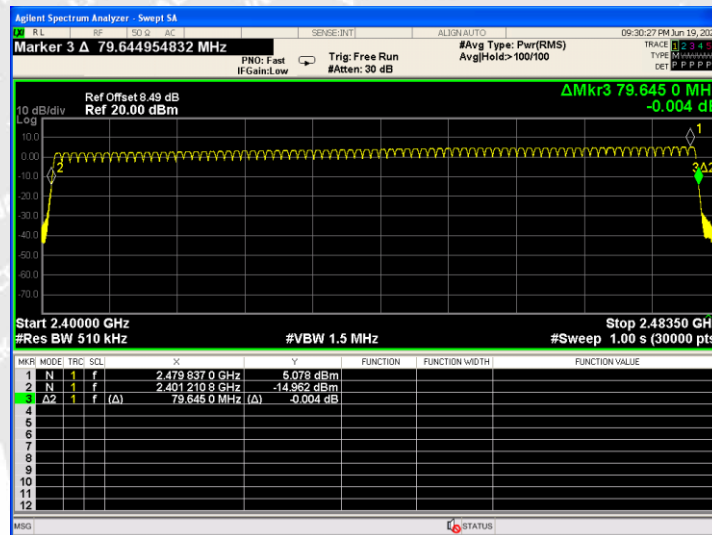 Agilent Spectrum Analyzer - Swept SA
RL RF 50 Ω AC SENSE:INT ALIGN AUTO 09:30:27 PM Jun 19, 202
Marker 3 Δ 79.644954832 MHz
#Avg Type: Pwr(RMS)
TRACE 1 2 3 4 5
PNO: Fast Trig: Free Run Avg|Hold:>100/100 TYPE M
IFGain:Low #Atten: 30 dB DET P P P P P
ΔMkr3 79.645 0 MH
-0.004 dB
Ref Offset 8.49 dB
10 dB/div Ref 20.00 dBm
Log
10.0
0.00
-10.0
-20.0
-30.0
-40.0
-50.0
-60.0
-70.0
1
2
3Δ2
Start 2.40000 GHz Stop 2.48350 GH
#Res BW 510 kHz #VBW 1.5 MHz #Sweep 1.00 s (30000 pts
MKR MODE TRC SCL X Y FUNCTION FUNCTION WIDTH FUNCTION VALUE
1 N 1 f 2.479 837 0 GHz 5.078 dBm
2 N 1 f 2.401 210 8 GHz -14.962 dBm
3 Δ2 1 f (Δ) 79.645 0 MHz (Δ) -0.004 dB
4
5
6
7
8
9
10
11
12
MSG STATUS